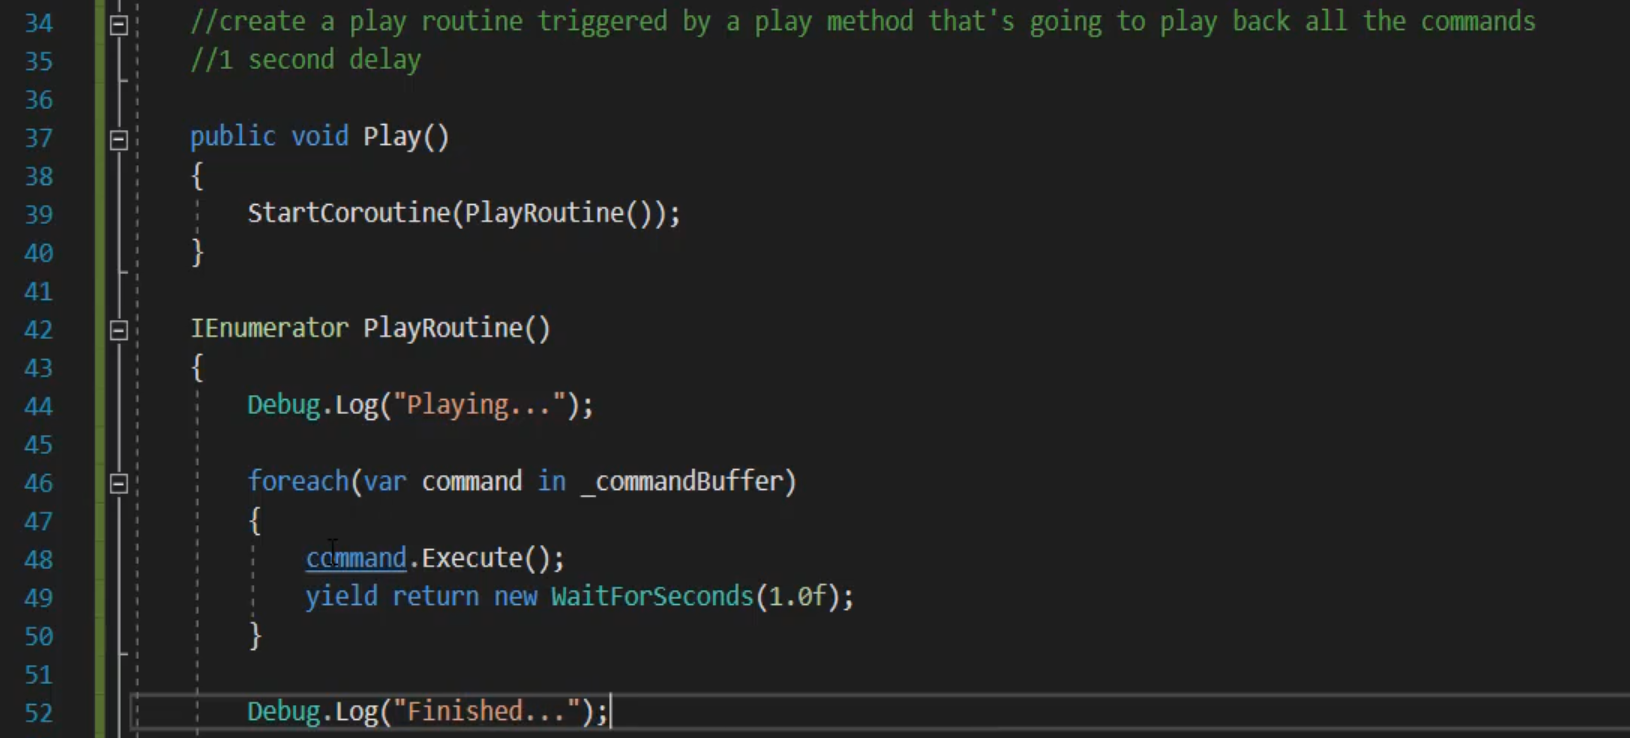 34 //create a play routine triggered by a play method that's going to play back all the commands
35 //1 second delay
36
37 public void Play()
38 {
39 StartCoroutine(PlayRoutine());
40 }
41
42 IEnumerator PlayRoutine()
43 {
44 Debug.Log("Playing...");
45
46 foreach(var command in _commandBuffer)
47 {
48 command.Execute();
49 yield return new WaitForSeconds(1.0f);
50 }
51
52 Debug.Log("Finished...");